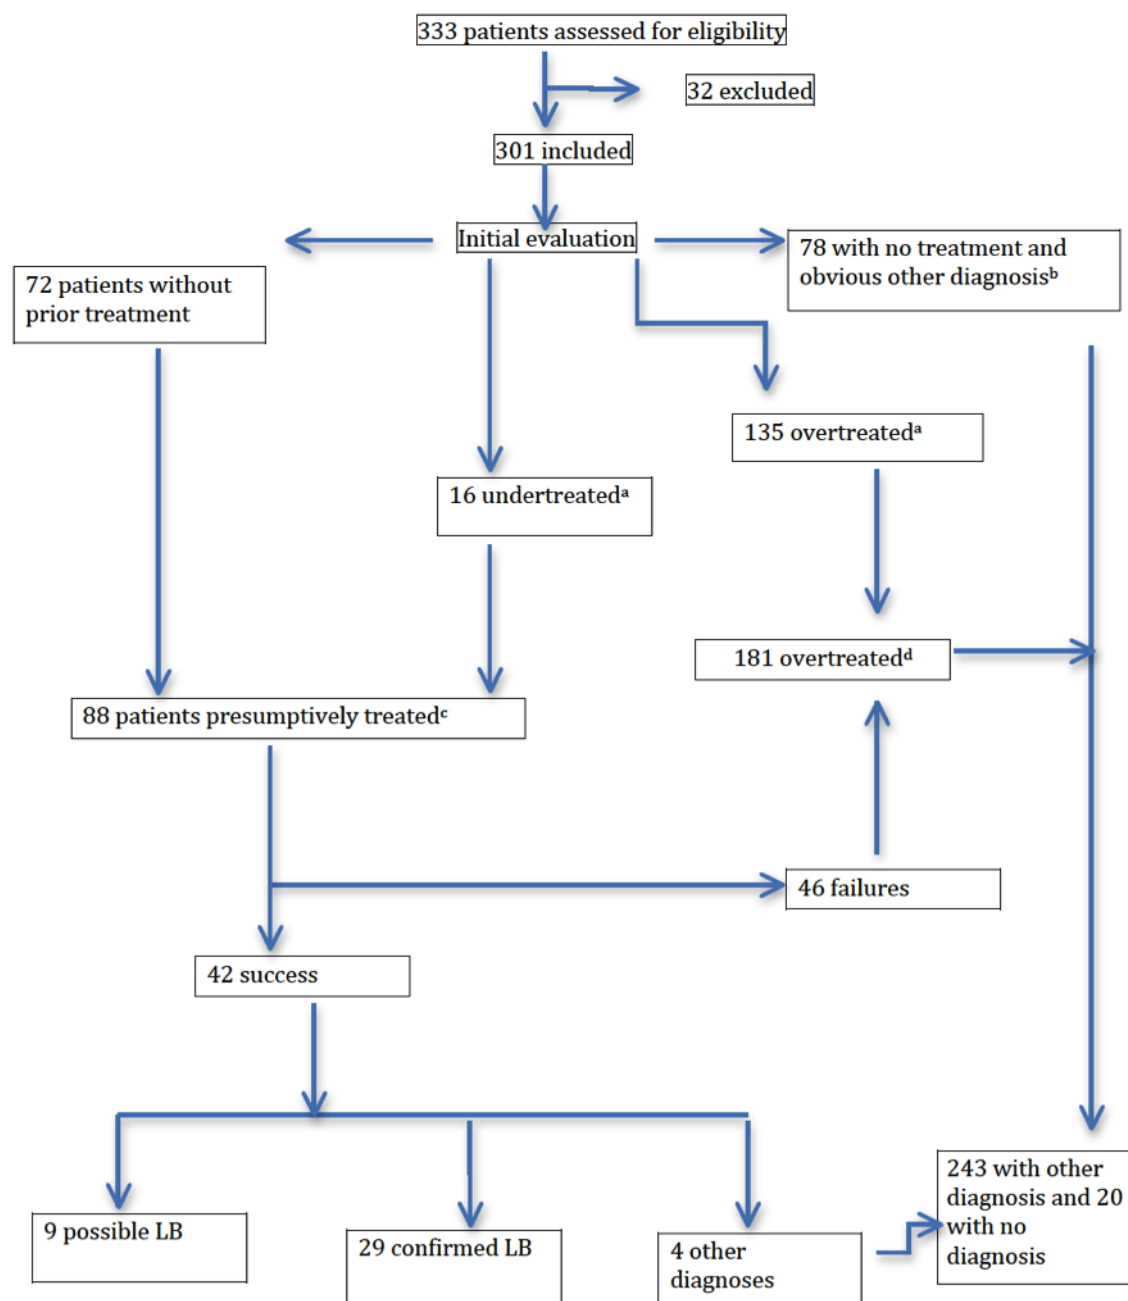 333 patients assessed for eligibility
32 excluded
301 included
Initial evaluation
78 with no treatment and
obvious other diagnosisᵇ
72 patients without
prior treatment
135 overtreatedᵃ
16 undertreatedᵃ
181 overtreatedᵈ
88 patients presumptively treatedᶜ
46 failures
42 success
9 possible LB
29 confirmed LB
4 other
diagnoses
243 with other
diagnosis and 20
with no
diagnosis